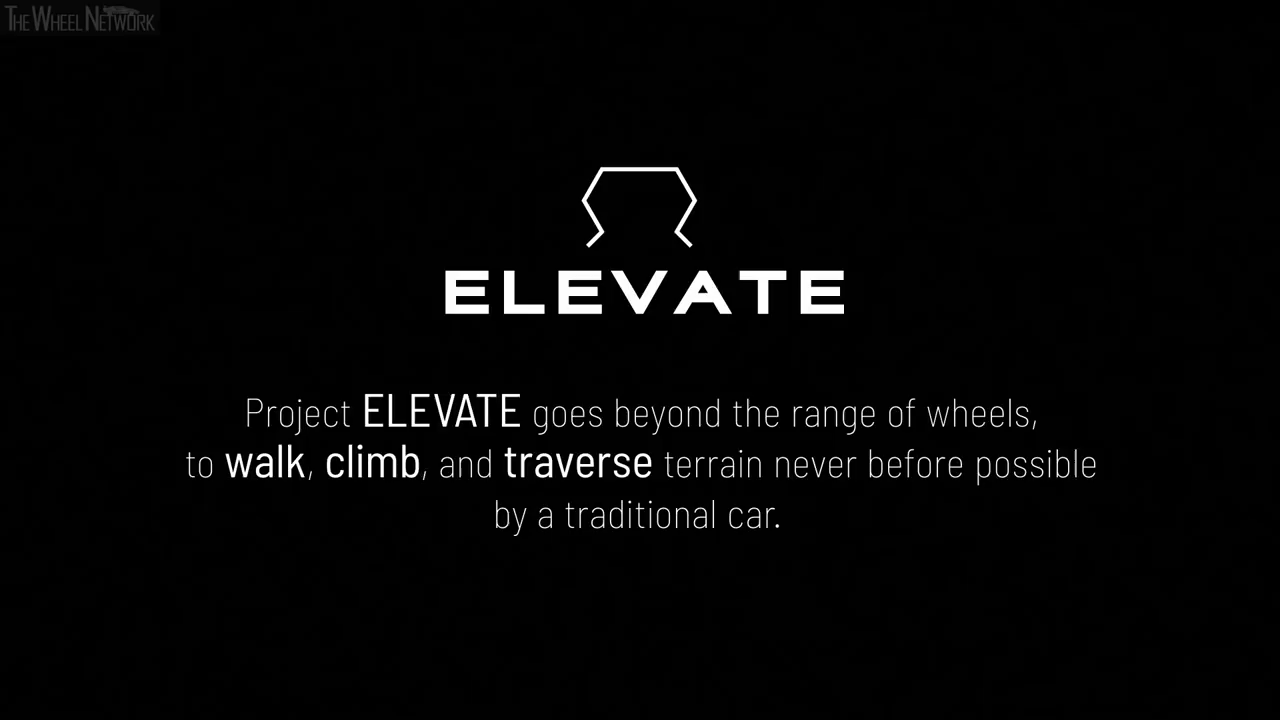 THE WHEEL NETWORK
ELEVATE
Project ELEVATE goes beyond the range of wheels,
to walk, climb, and traverse terrain never before possible
by a traditional car.